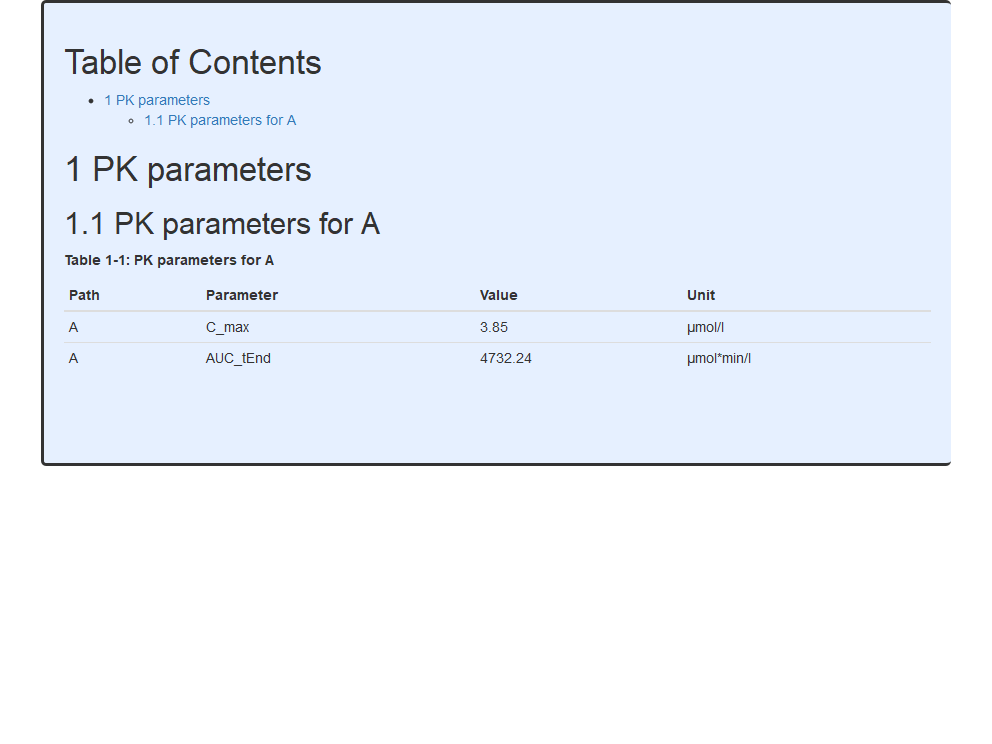 Table of Contents
1 PK parameters
1.1 PK parameters for A
1 PK parameters
1.1 PK parameters for A
Table 1-1: PK parameters for A
Path Parameter Value Unit
A C_max 3.85 µmol/l
A AUC_tEnd 4732.24 µmol*min/l